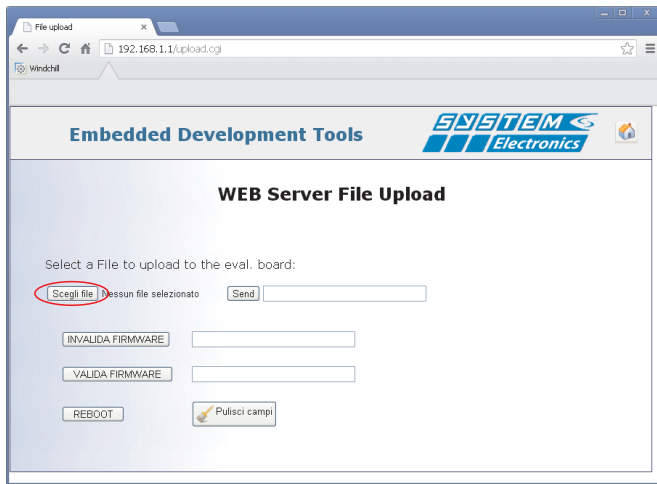 File upload
192.168.1.1/upload.cgi
Windchill
Embedded Development Tools
SYSTEM
Electronics
WEB Server File Upload
Select a File to upload to the eval. board:
Scegli file Nessun file selezionato Send
INVALIDA FIRMWARE
VALIDA FIRMWARE
REBOOT Pulisci campi